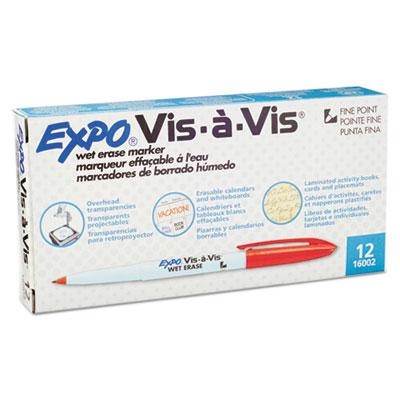 EXPO® Vis·à·Vis®
wet erase marker
marqueur effaçable á l'eau
marcadores de borrado húmedo
FINE POINT
POINTE FINE
PUNTA FINA
Overhead
transparencies
Transparents
projetables
Transparencias
para retroproyector
VACATION!
Erasable calendars
and whiteboards
Calendriers et
tableaux blancs
effaçables
Pizarras y calendarios
borrables
Laminated activity books,
cards and placemats
Cahiers d'activités, cartes
et napperons plastifiés
Libros de actividades,
tarjetas e individuales
laminados
EXPO Vis·à·Vis®
WET ERASE
12
16002